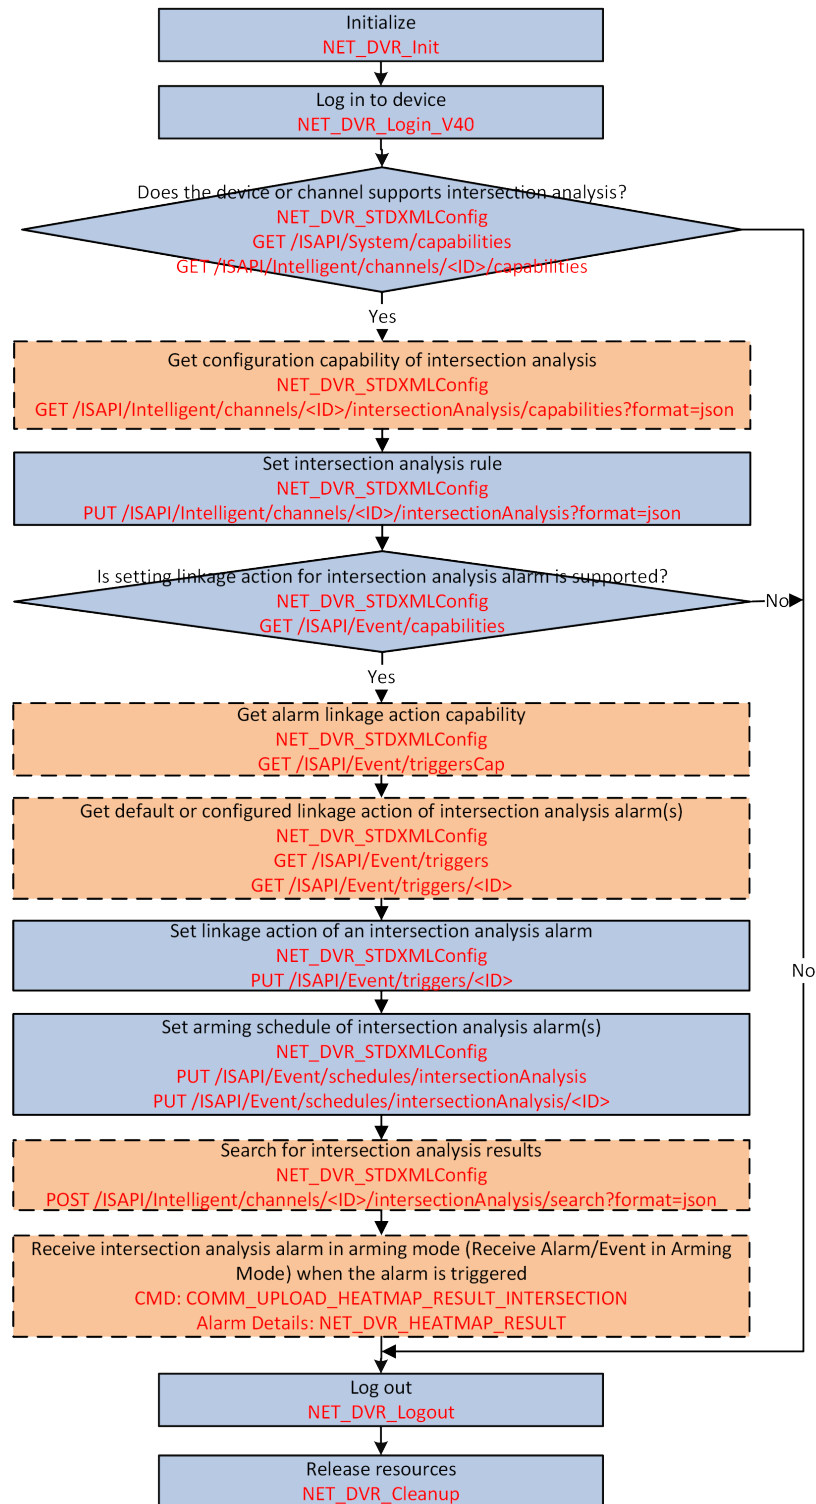 Initialize
NET_DVR_Init
Log in to device
NET_DVR_Login_V40
Does the device or channel supports intersection analysis?
NET_DVR_STDXMLConfig
GET /ISAPI/System/capabilities
GET /ISAPI/Intelligent/channels/<ID>/capabilities
Yes
Get configuration capability of intersection analysis
NET_DVR_STDXMLConfig
GET /ISAPI/Intelligent/channels/<ID>/intersectionAnalysis/capabilities?format=json
Set intersection analysis rule
NET_DVR_STDXMLConfig
PUT /ISAPI/Intelligent/channels/<ID>/intersectionAnalysis?format=json
Is setting linkage action for intersection analysis alarm is supported?
NET_DVR_STDXMLConfig
GET /ISAPI/Event/capabilities
No
Yes
Get alarm linkage action capability
NET_DVR_STDXMLConfig
GET /ISAPI/Event/triggersCap
Get default or configured linkage action of intersection analysis alarm(s)
NET_DVR_STDXMLConfig
GET /ISAPI/Event/triggers
GET /ISAPI/Event/triggers/<ID>
Set linkage action of an intersection analysis alarm
NET_DVR_STDXMLConfig
PUT /ISAPI/Event/triggers/<ID>
No
Set arming schedule of intersection analysis alarm(s)
NET_DVR_STDXMLConfig
PUT /ISAPI/Event/schedules/intersectionAnalysis
PUT /ISAPI/Event/schedules/intersectionAnalysis/<ID>
Search for intersection analysis results
NET_DVR_STDXMLConfig
POST /ISAPI/Intelligent/channels/<ID>/intersectionAnalysis/search?format=json
Receive intersection analysis alarm in arming mode (Receive Alarm/Event in Arming
Mode) when the alarm is triggered
CMD: COMM_UPLOAD_HEATMAP_RESULT_INTERSECTION
Alarm Details: NET_DVR_HEATMAP_RESULT
Log out
NET_DVR_Logout
Release resources
NET_DVR_Cleanup